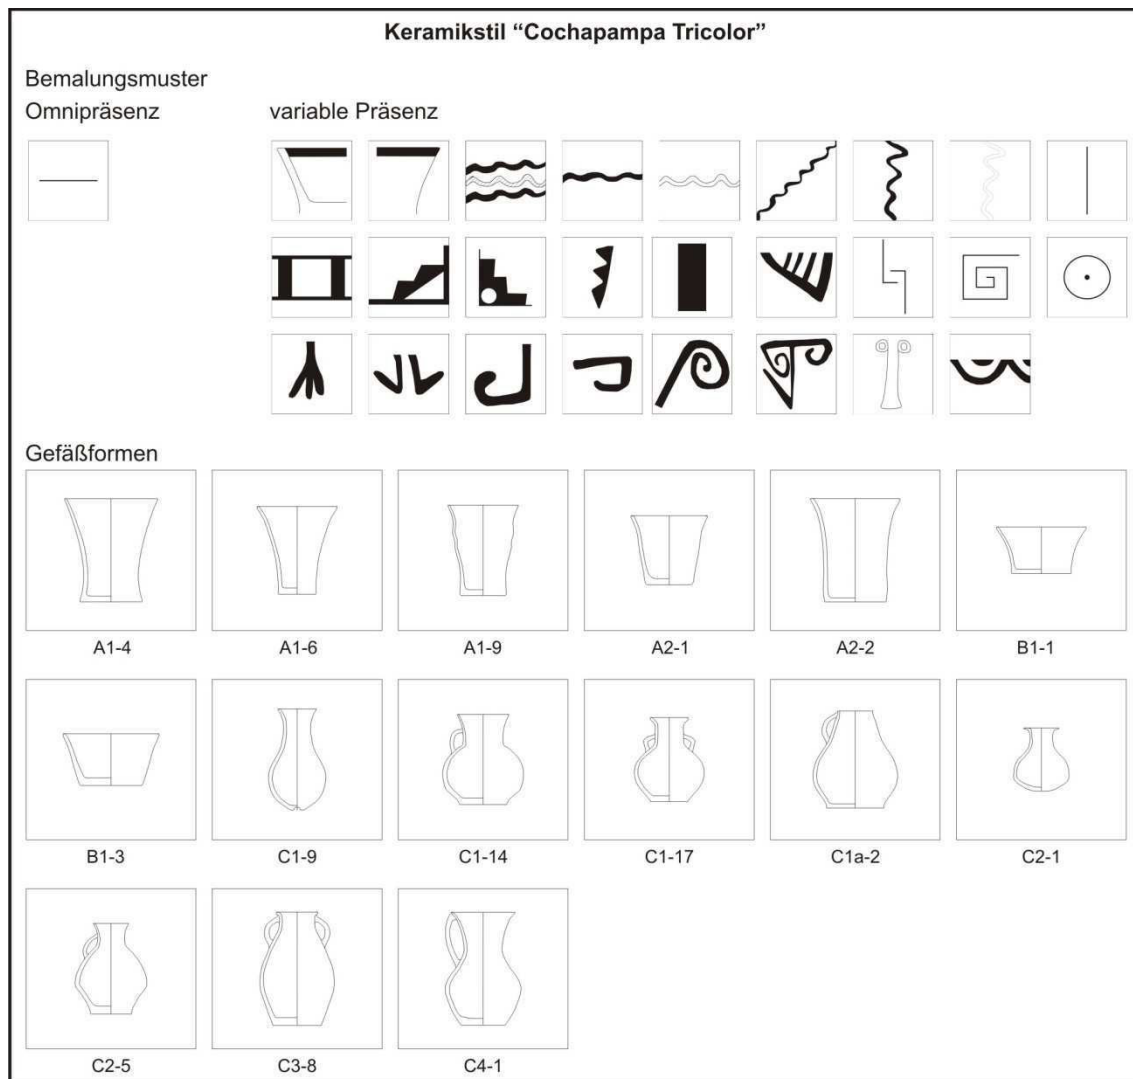 Keramikstil “Cochapampa Tricolor”
Bemalungsmuster
Omnipräsenz variable Präsenz
Gefäßformen
A1-4 A1-6 A1-9 A2-1 A2-2 B1-1
B1-3 C1-9 C1-14 C1-17 C1a-2 C2-1
C2-5 C3-8 C4-1